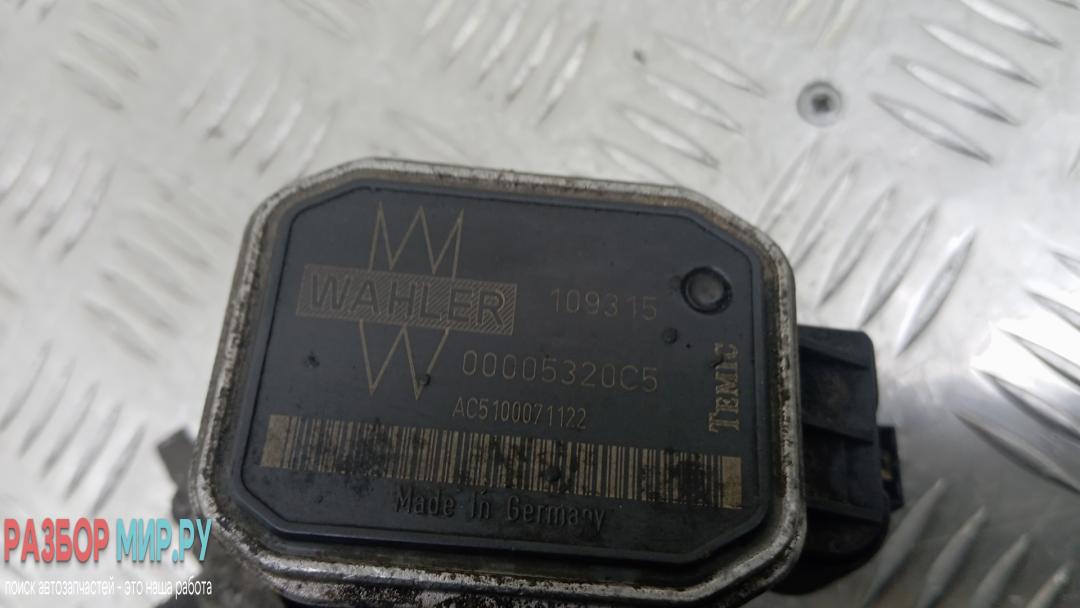 WAHLER 109315
00005320C5
AC5100071122
TEMIC
Made In Germany
РАЗБОР МИР.РУ
поиск автозапчастей - это наша работа